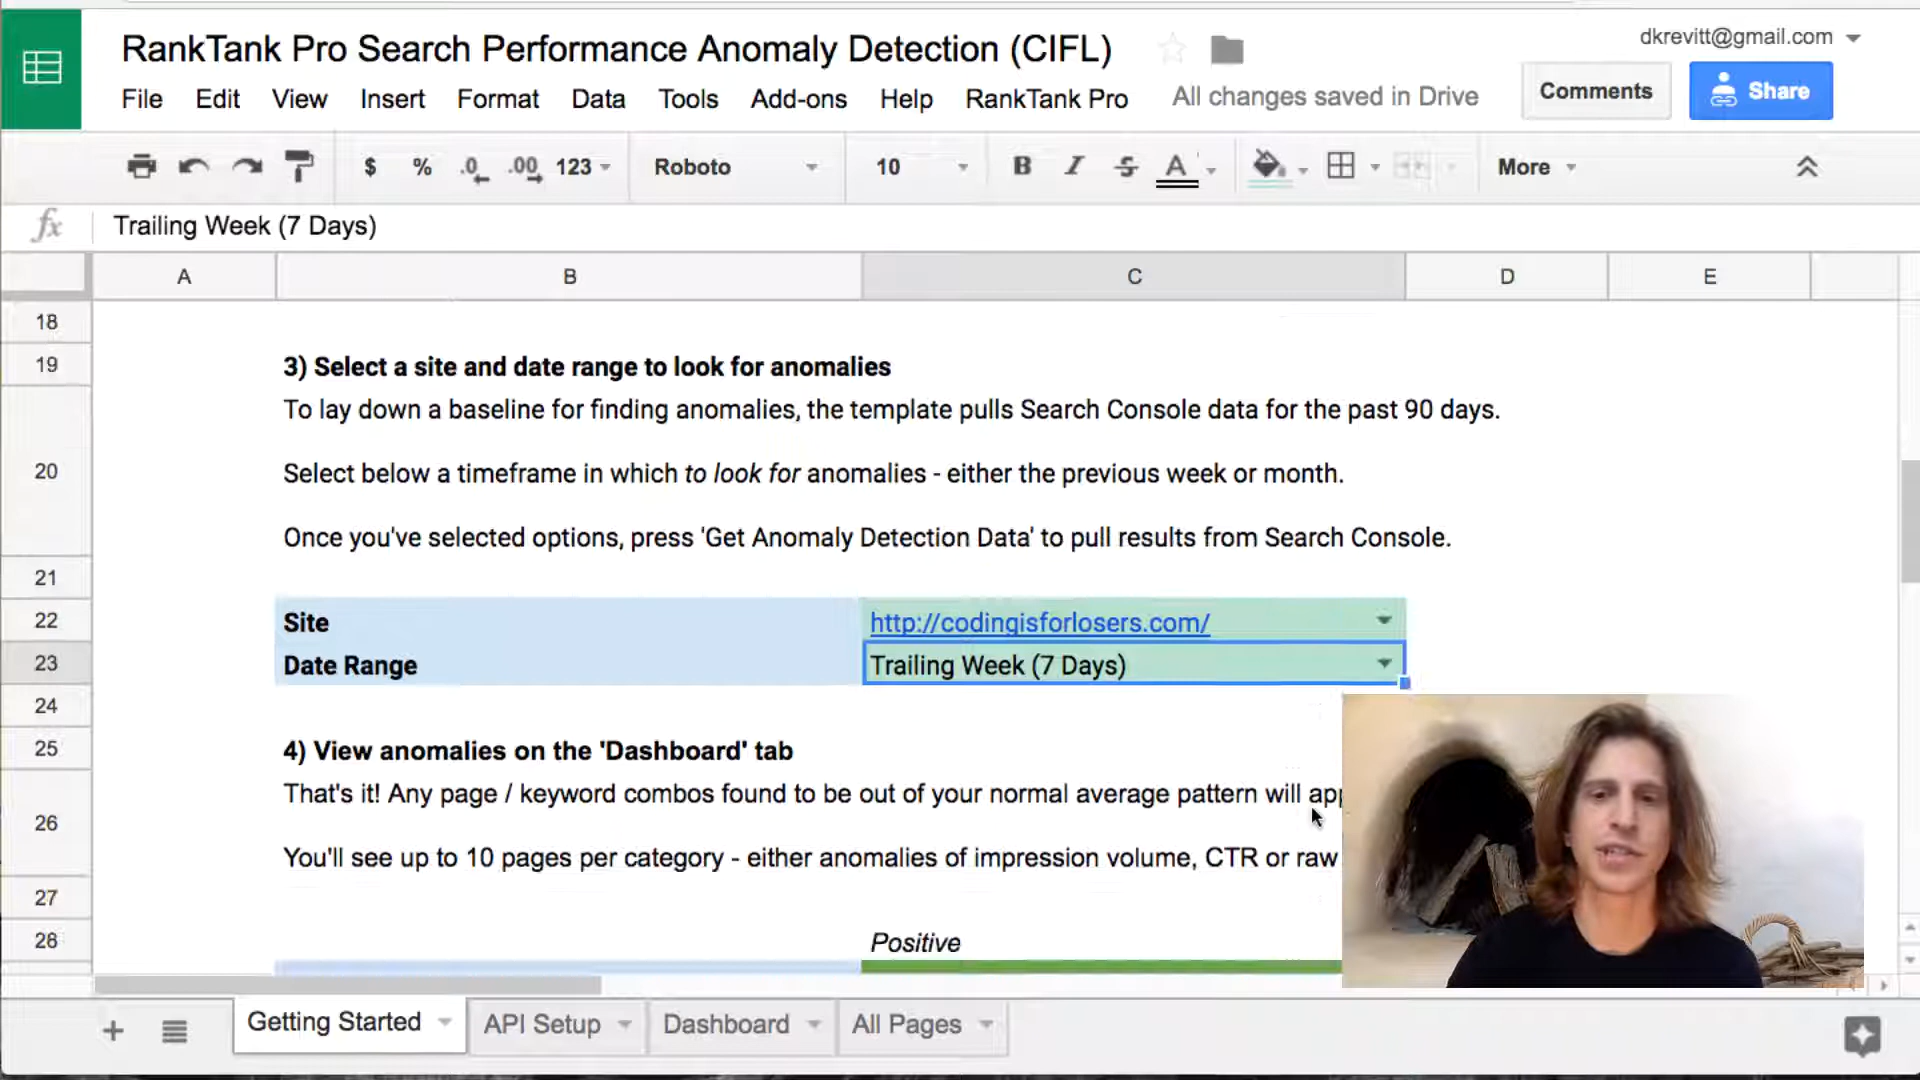 RankTank Pro Search Performance Anomaly Detection (CIFL)
dkrevitt@gmail.com
File Edit View Insert Format Data Tools Add-ons Help RankTank Pro All changes saved in Drive
Comments
Share
$ % .0 .00 123 Roboto 10 B I S A More
fx Trailing Week (7 Days)
A B C D E
18
19 3) Select a site and date range to look for anomalies
To lay down a baseline for finding anomalies, the template pulls Search Console data for the past 90 days.
20 Select below a timeframe in which to look for anomalies - either the previous week or month.
Once you've selected options, press 'Get Anomaly Detection Data' to pull results from Search Console.
21
22 Site http://codingisforlosers.com/
23 Date Range Trailing Week (7 Days)
24
25 4) View anomalies on the 'Dashboard' tab
That's it! Any page / keyword combos found to be out of your normal average pattern will
26
You'll see up to 10 pages per category - either anomalies of impression volume, CTR or raw
27
28 Positive
Getting Started API Setup Dashboard All Pages